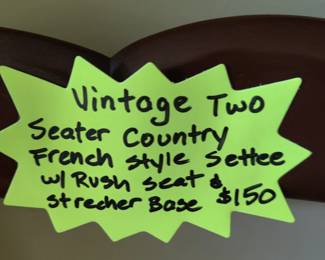 Vintage Two
Seater Country
French Style Settee
w/ Rush Seat &
Strecher Base $150